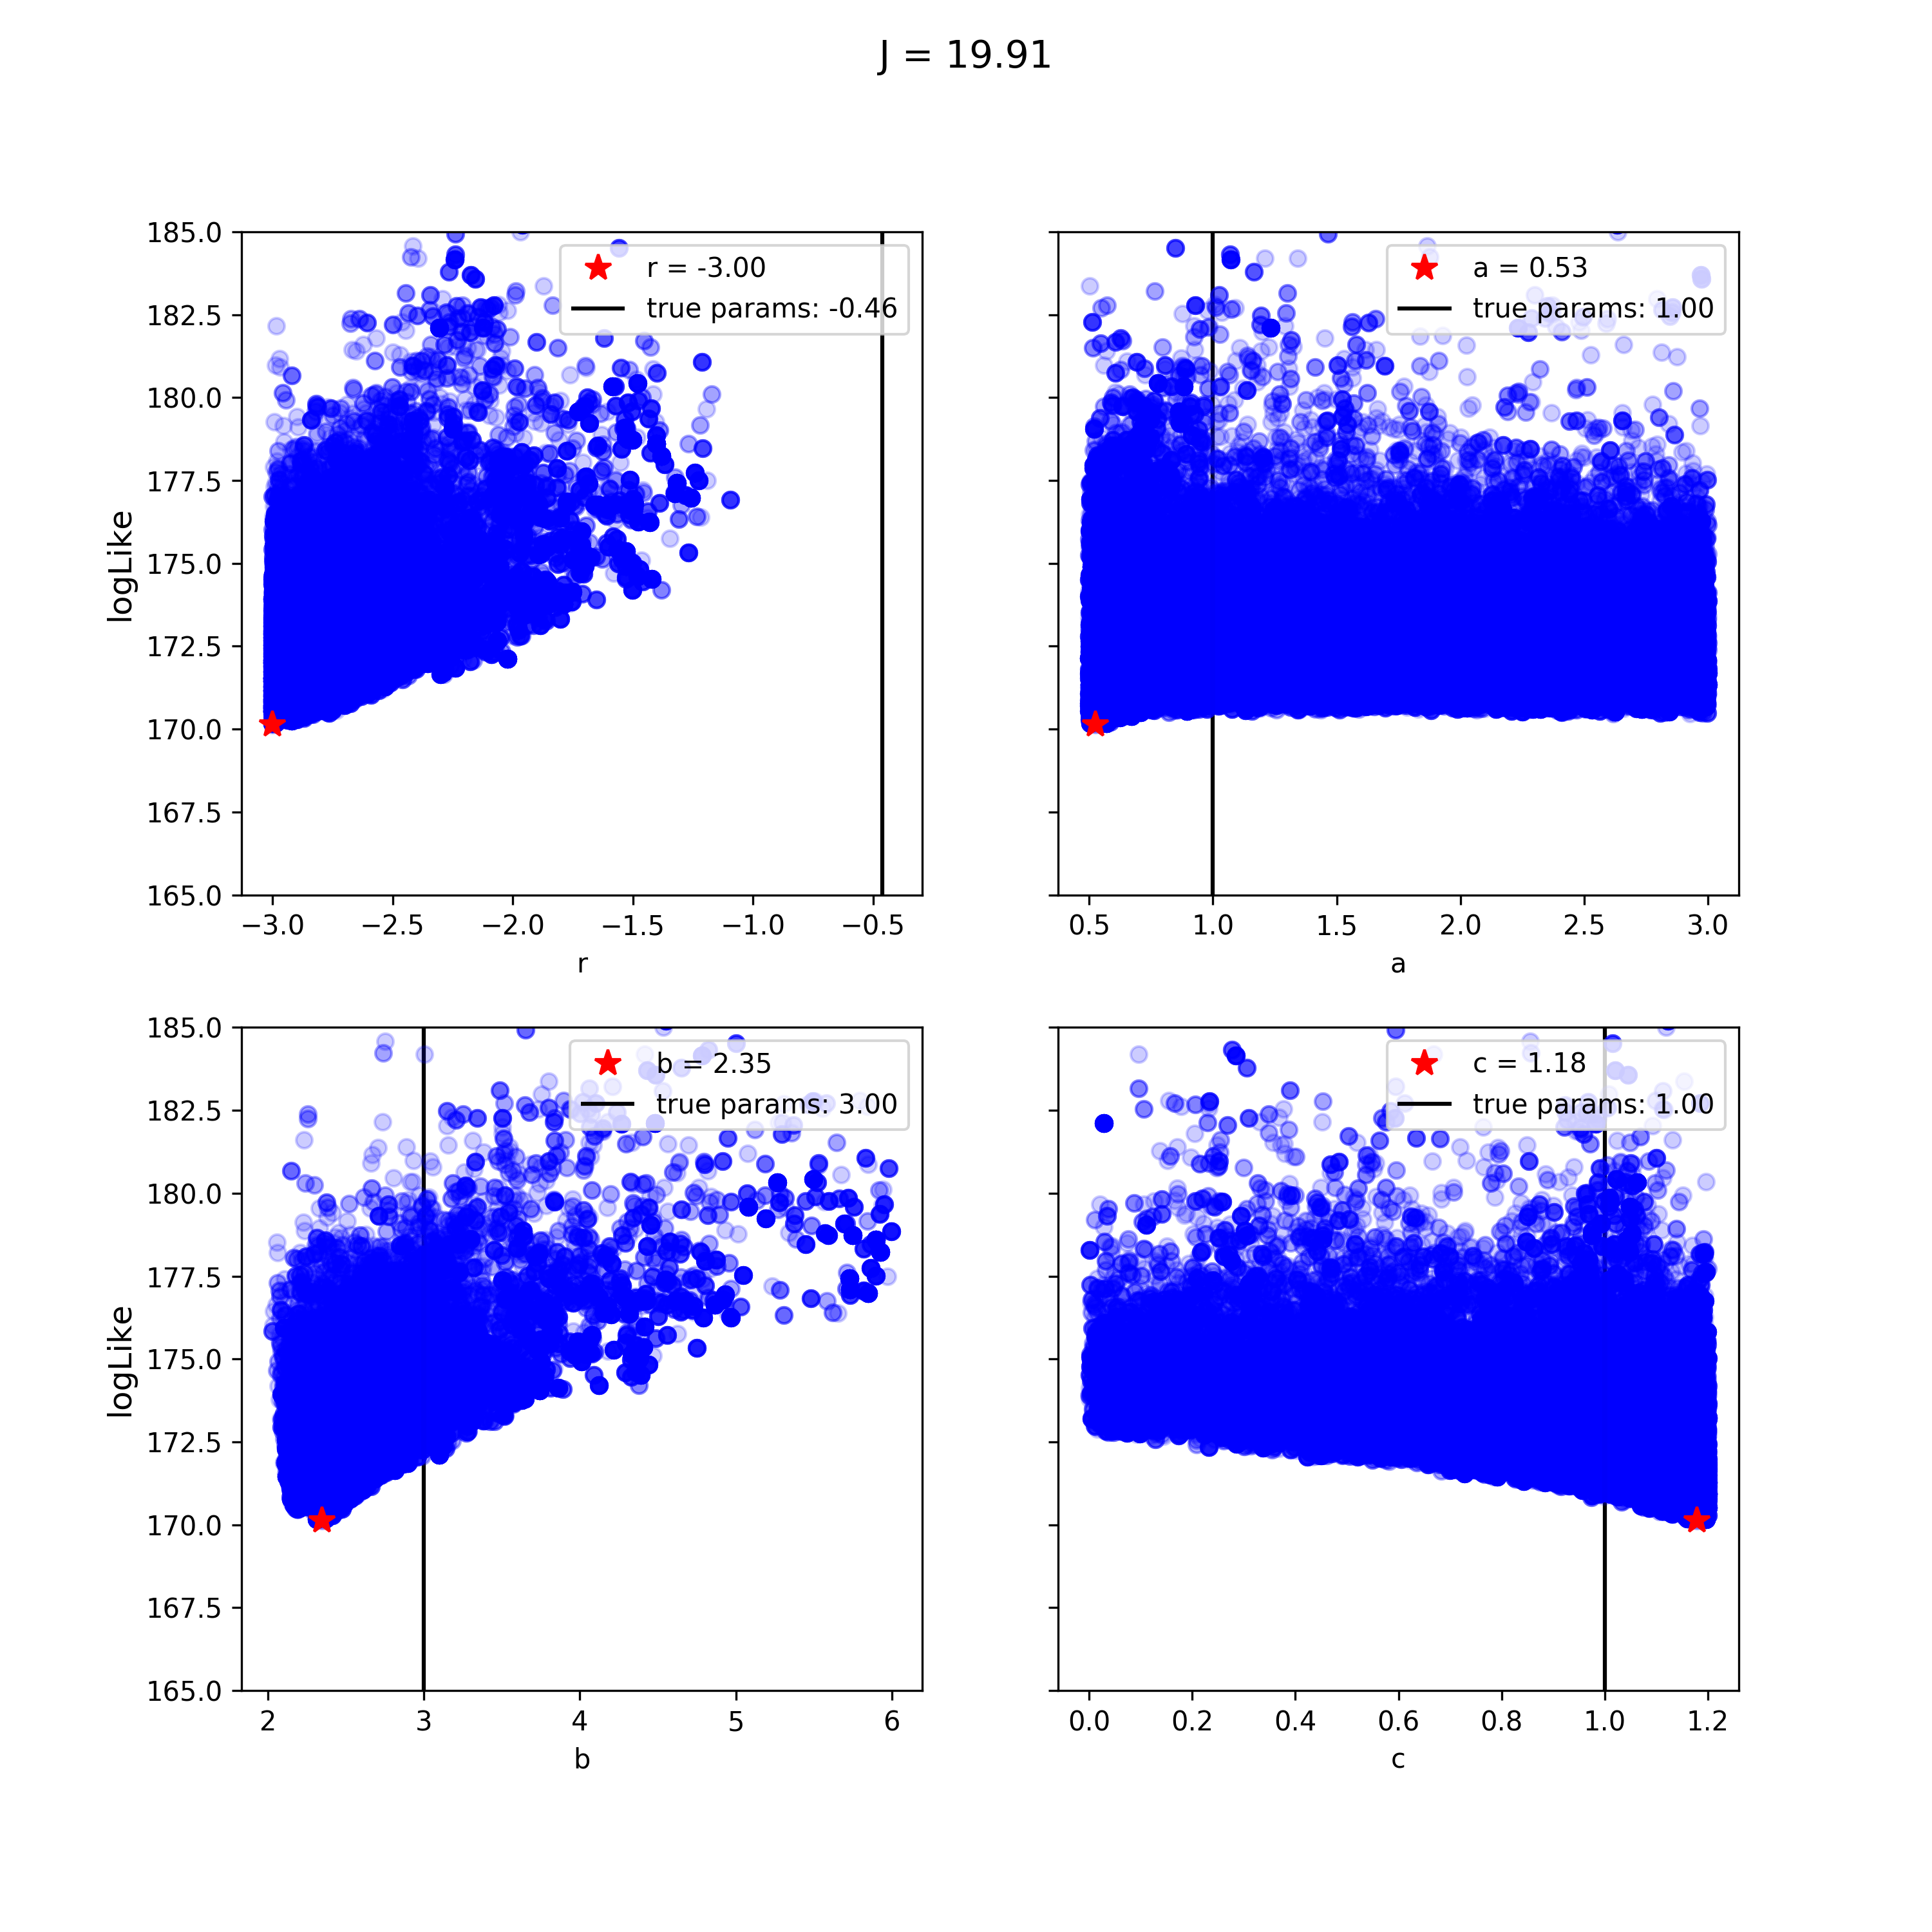 J = 19.91
185.0
182.5
180.0
177.5
175.0
172.5
170.0
167.5
165.0
logLike
r = -3.00
true params: -0.46
−3.0 −2.5 −2.0 −1.5 −1.0 −0.5
r
a = 0.53
true params: 1.00
0.5 1.0 1.5 2.0 2.5 3.0
a
185.0
182.5
180.0
177.5
175.0
172.5
170.0
167.5
165.0
logLike
b = 2.35
true params: 3.00
2 3 4 5 6
b
c = 1.18
true params: 1.00
0.0 0.2 0.4 0.6 0.8 1.0 1.2
c